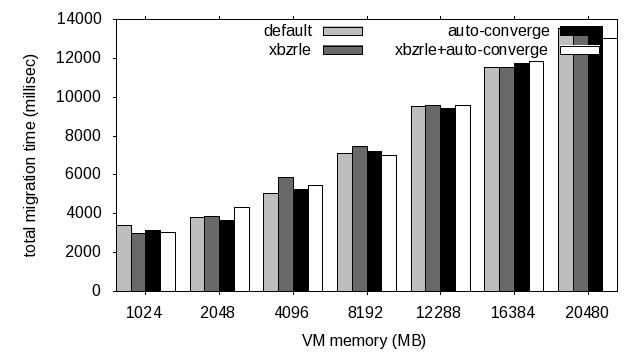 14000
12000
10000
8000
6000
4000
2000
0
total migration time (millisec)
default
xbzrle
auto-converge
xbzrle+auto-converge
1024 2048 4096 8192 12288 16384 20480
VM memory (MB)